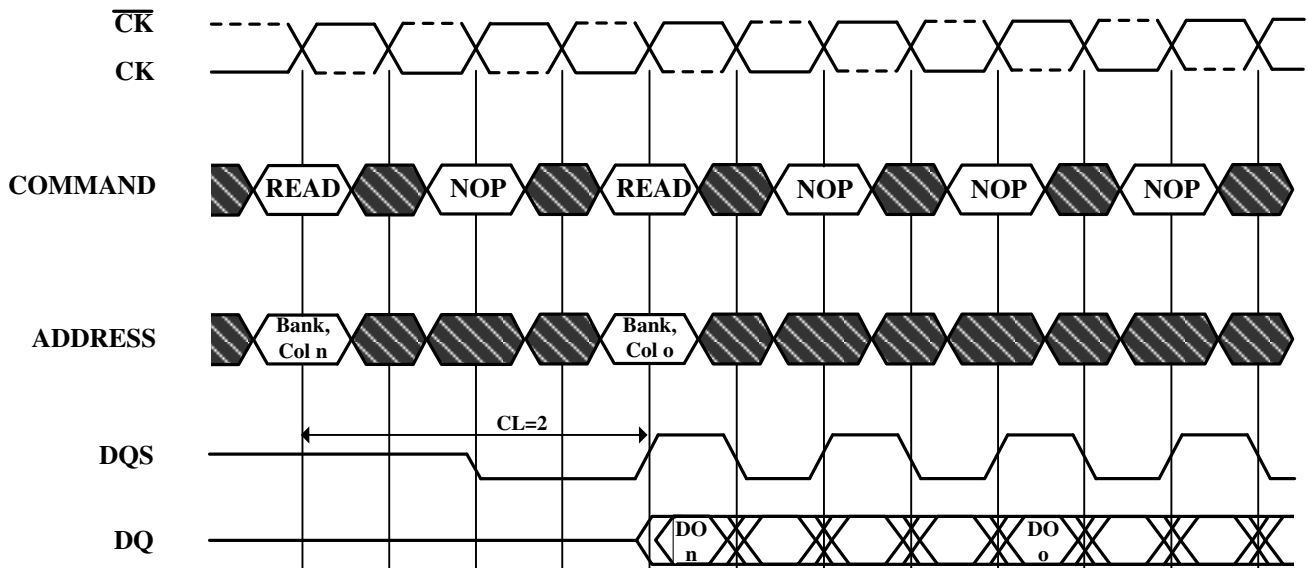 CK
CK
COMMAND READ NOP READ NOP NOP NOP
ADDRESS Bank, Col n Bank, Col o
CL=2
DQS
DQ DO n DO o